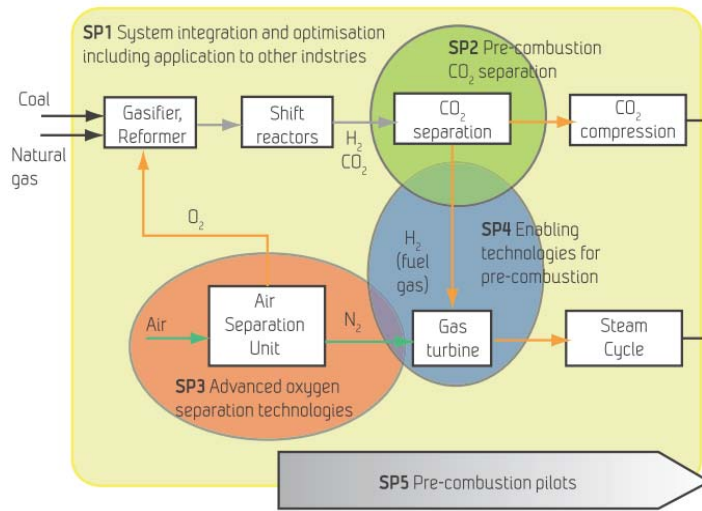 SP1 System integration and optimisation
including application to other indstries
SP2 Pre-combustion
CO₂ separation
Coal
Natural
gas
Gasifier,
Reformer
Shift
reactors
H₂
CO₂
CO₂
separation
CO₂
compression
O₂
H₂
(fuel
gas)
SP4 Enabling
technologies for
pre-combustion
Air
Air
Separation
Unit
N₂
Gas
turbine
Steam
Cycle
SP3 Advanced oxygen
separation technologies
SP5 Pre-combustion pilots